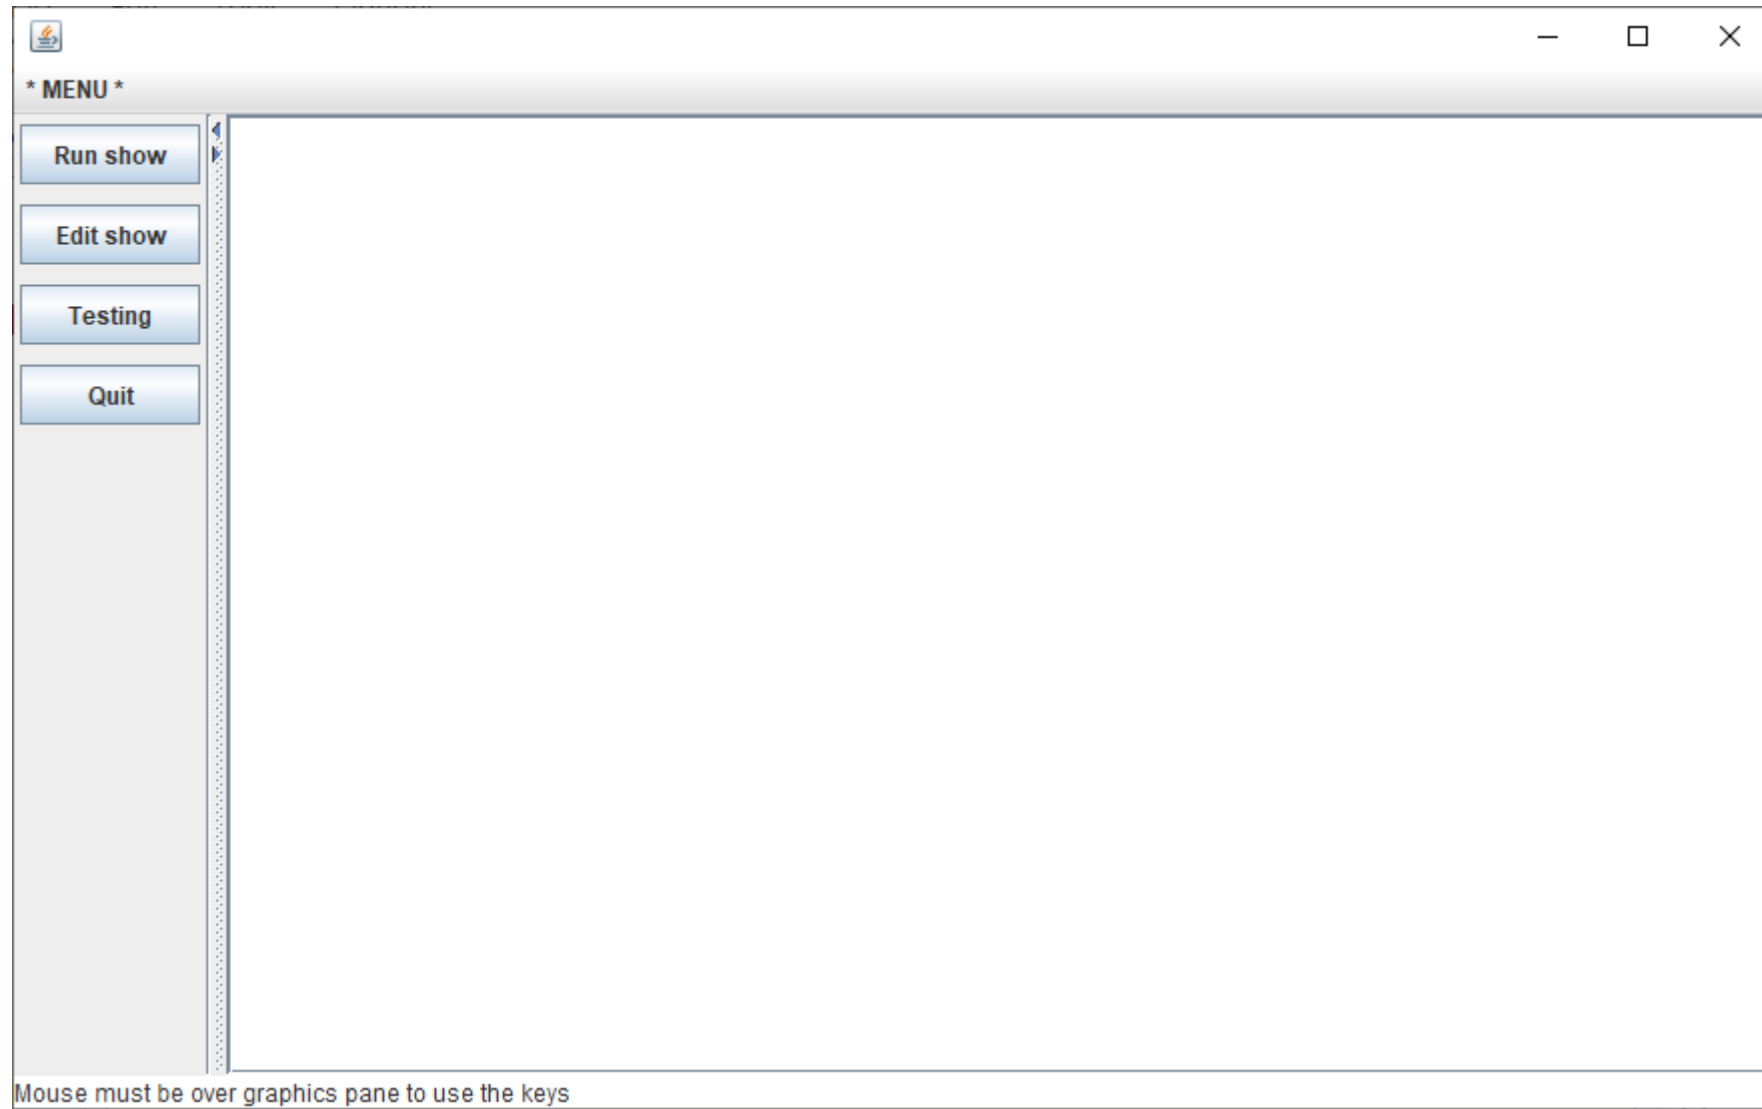 * MENU *
Run show
Edit show
Testing
Quit
Mouse must be over graphics pane to use the keys